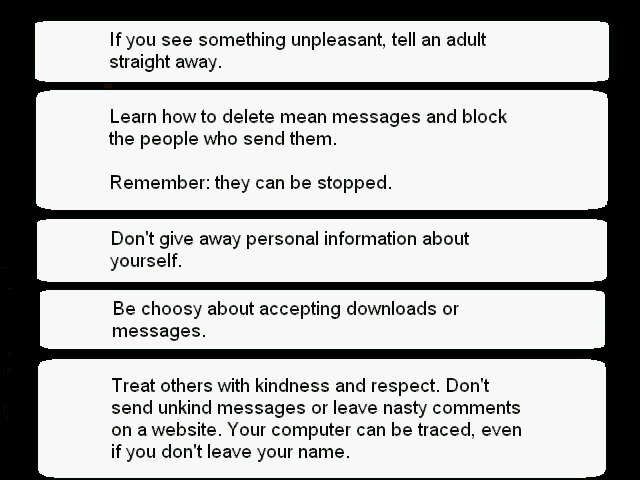 If you see something unpleasant, tell an adult
straight away.
Learn how to delete mean messages and block
the people who send them.
Remember: they can be stopped.
Don't give away personal information about
yourself.
Be choosy about accepting downloads or
messages.
Treat others with kindness and respect. Don't
send unkind messages or leave nasty comments
on a website. Your computer can be traced, even
if you don't leave your name.